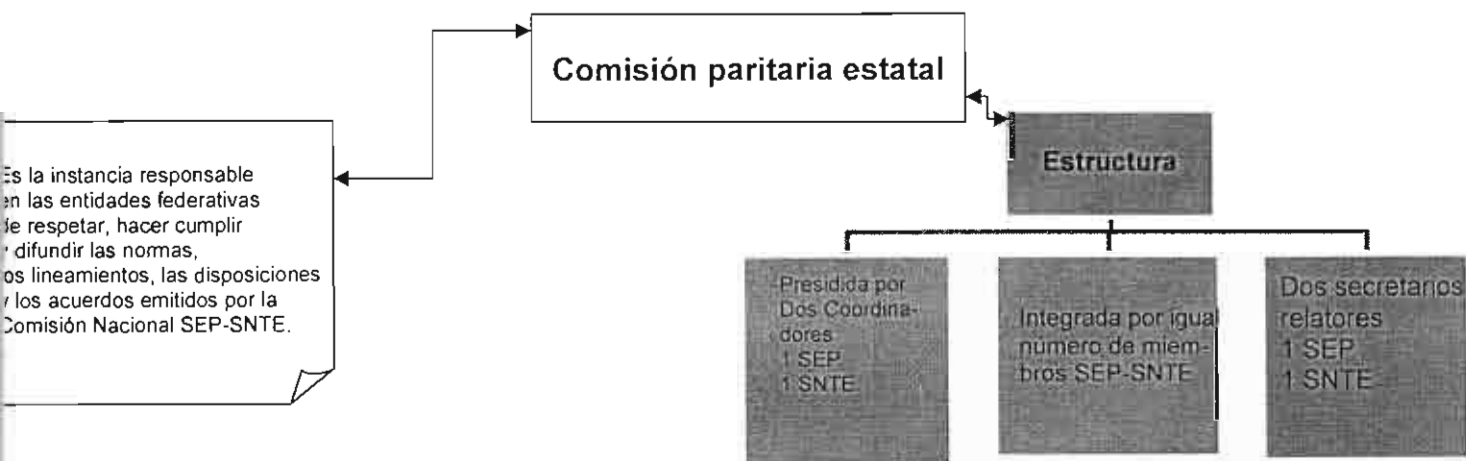 Comisión paritaria estatal
Es la instancia responsable
en las entidades federativas
de respetar, hacer cumplir
y difundir las normas,
los lineamientos, las disposiciones
y los acuerdos emitidos por la
Comisión Nacional SEP-SNTE.
Estructura
Presidida por
Dos Coordina-
dores
1 SEP
1 SNTE
Integrada por igual
número de miem-
bros SEP-SNTE
Dos secretarios
relatores
1 SEP
1 SNTE